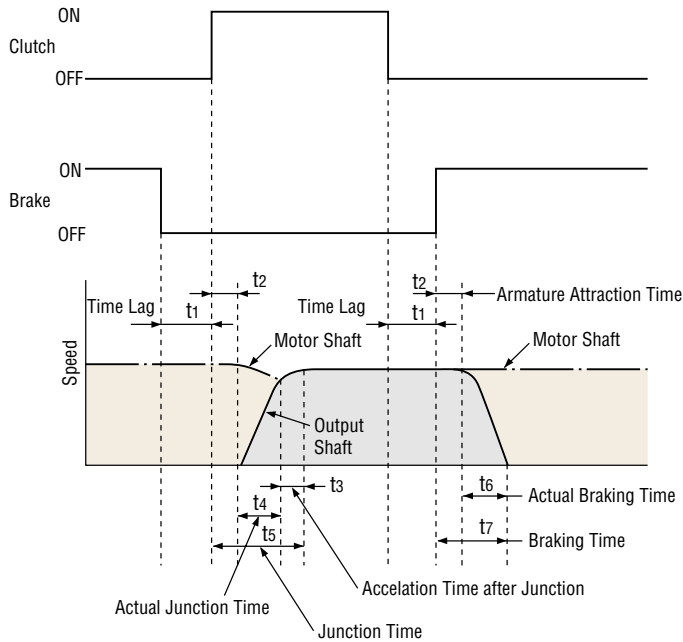 ON
Clutch
OFF
ON
Brake
OFF
t2
t2
Armature Attraction Time
Time Lag
t1
Time Lag
t1
Motor Shaft
Motor Shaft
Speed
Output
Shaft
t3
t6
Actual Braking Time
t4
t5
t7
Braking Time
Accelation Time after Junction
Actual Junction Time
Junction Time